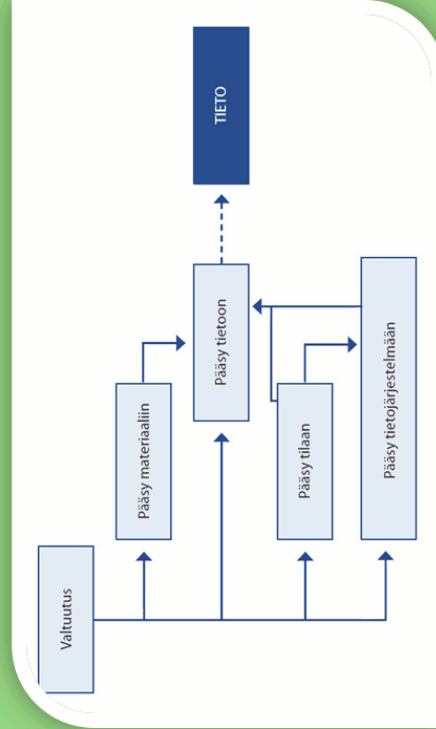 Valtuutus
Pääsy materiaaliin
Pääsy tietoon
TIETO
Pääsy tilaan
Pääsy tietojärjestelmään